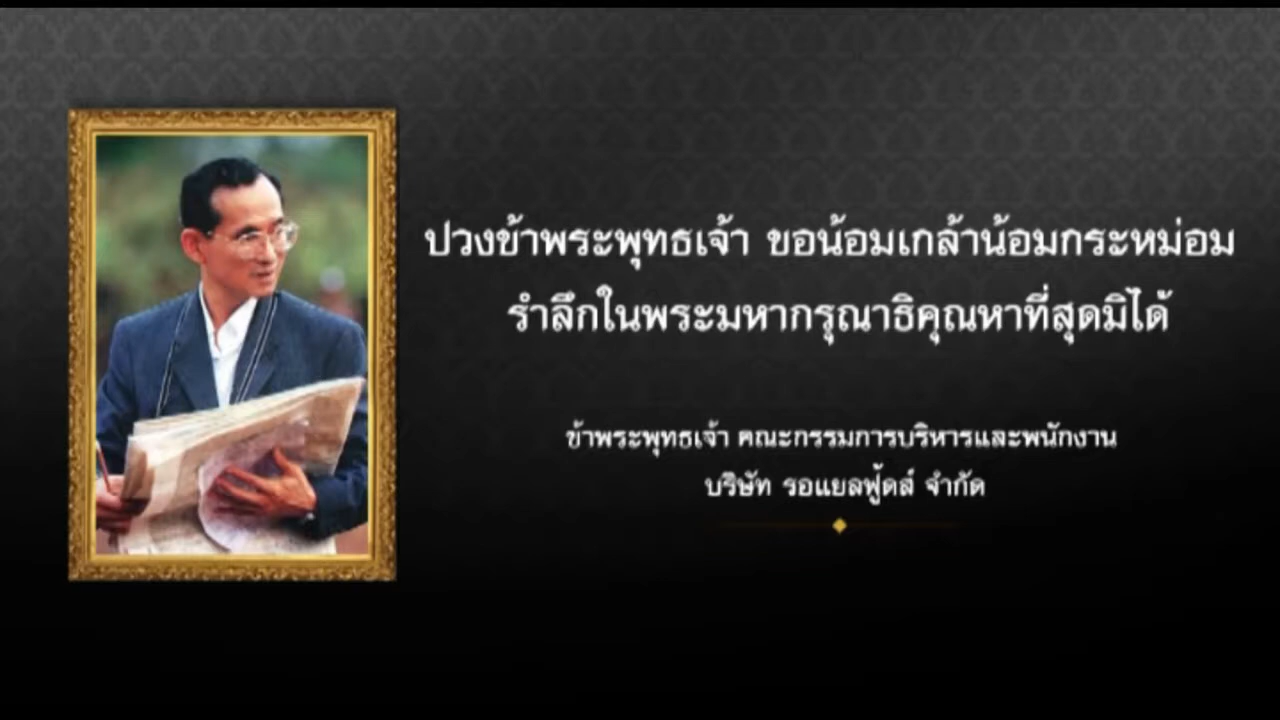 ปวงข้าพระพุทธเจ้า ขอน้อมเกล้าน้อมกระหม่อม
รำลึกในพระมหากรุณาธิคุณหาที่สุดมิได้
ข้าพระพุทธเจ้า คณะกรรมการบริหารและพนักงาน
บริษัท รอแยลฟู้ดส์ จำกัด